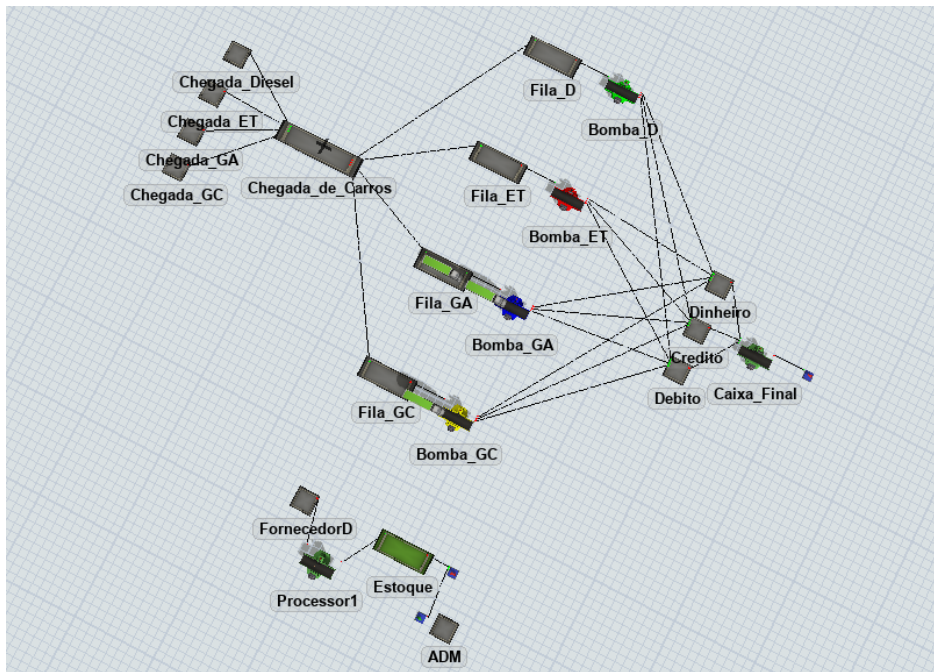 Chegada_Diesel
Chegada_ET
Chegada_GA
Chegada_GC
Chegada_de_Carros
Fila_D
Bomba_D
Fila_ET
Bomba_ET
Fila_GA
Bomba_GA
Fila_GC
Bomba_GC
Dinheiro
Credito
Debito
Caixa_Final
FornecedorD
Processor1
Estoque
ADM